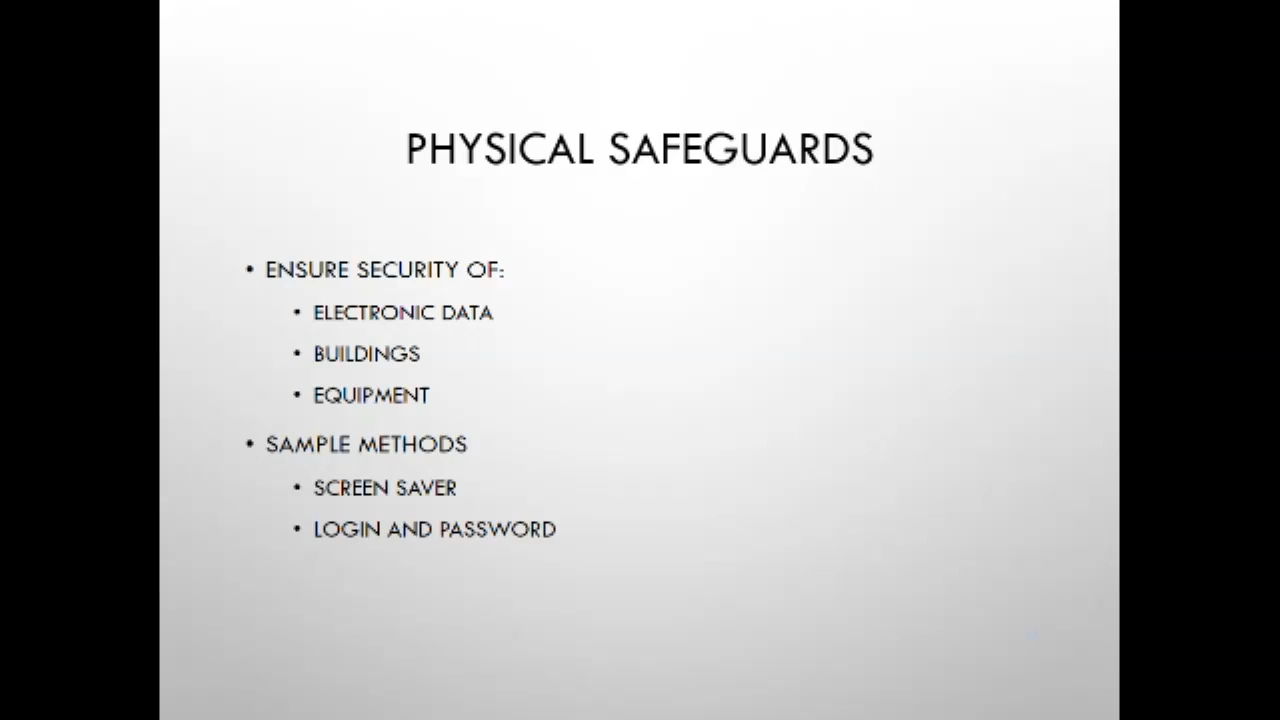 PHYSICAL SAFEGUARDS
• ENSURE SECURITY OF:
• ELECTRONIC DATA
• BUILDINGS
• EQUIPMENT
• SAMPLE METHODS
• SCREEN SAVER
• LOGIN AND PASSWORD